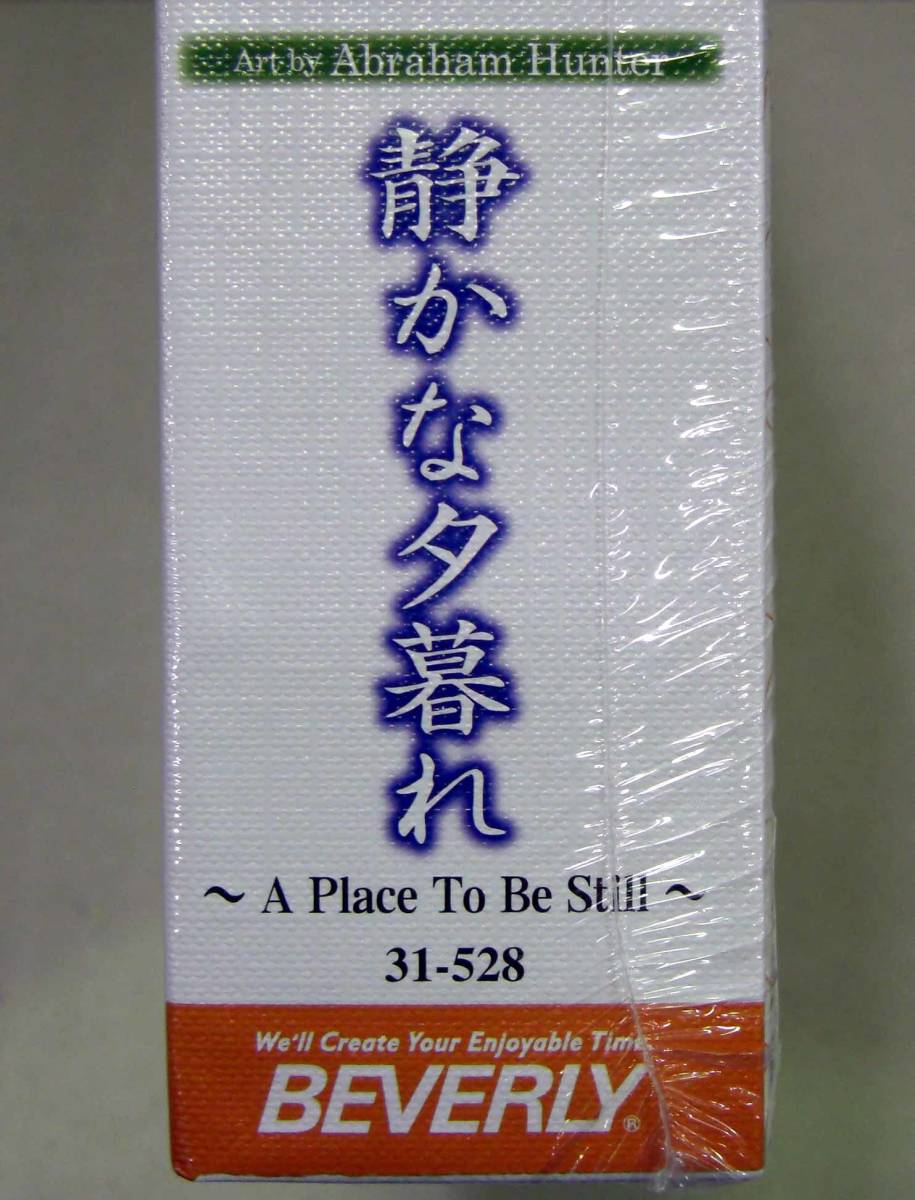 Art by Abraham Hunter
静かな夕暮れ
～ A Place To Be Still ～
31-528
We'll Create Your Enjoyable Time.
BEVERLY®